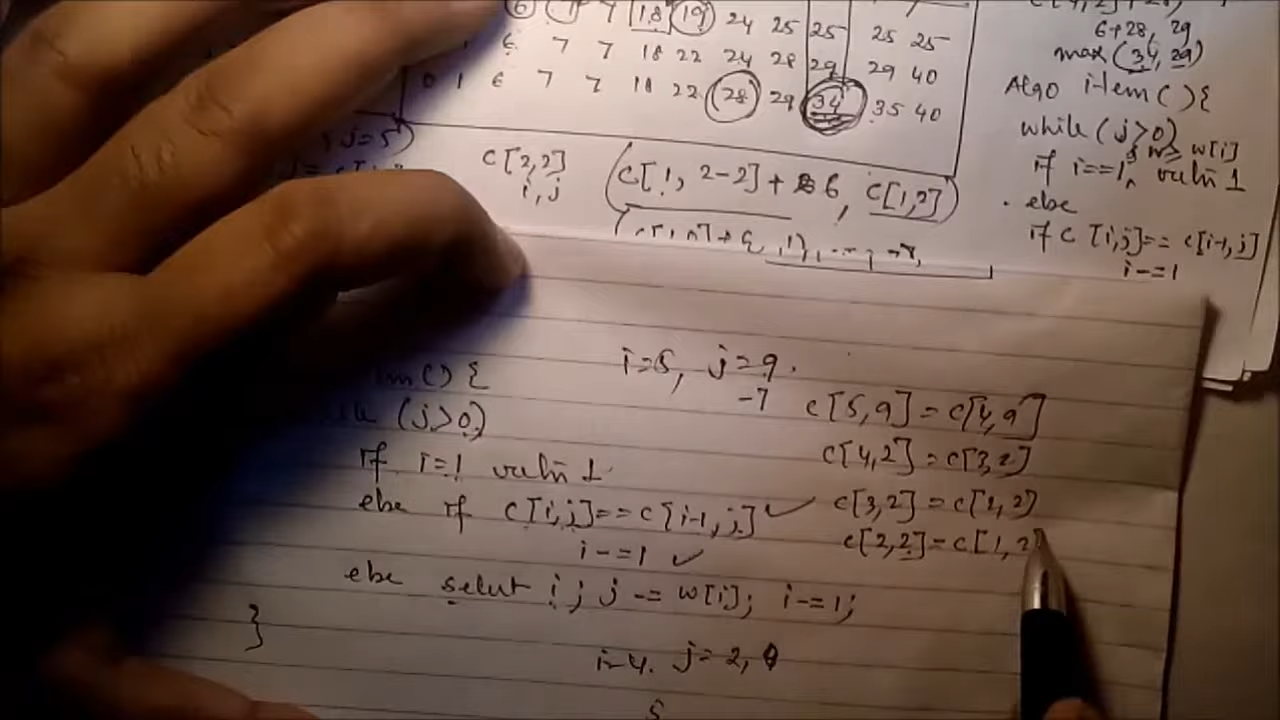 6 1 7 18 19 24 25 25 25 25
6 7 7 18 22 24 28 29 29 40
0 1 6 7 7 18 22 28 29 34 35 40
6+28, 29
max (34, 29)
Algo item() {
while (j>0)
w[i]
if i==1, 1
else
if c [i,j]== c[i-1,j]
i-=1
j=5)
c[2,2]
i,j
(c[1, 2-2] + 6, c[1,2])
i=5, j=9.
-7
c[5,9] = c[4,9]
c[4,2] = c[3,2]
c[3,2] = c[2,2)
c[2,2] = c[1,2]
() {
(j>0)
if i=1 1
else if c[i,j]==c[i-1,j] ✓
i-=1 ✓
else select i; j-=w[i]; i-=1;
}
i=4. j=2,
5